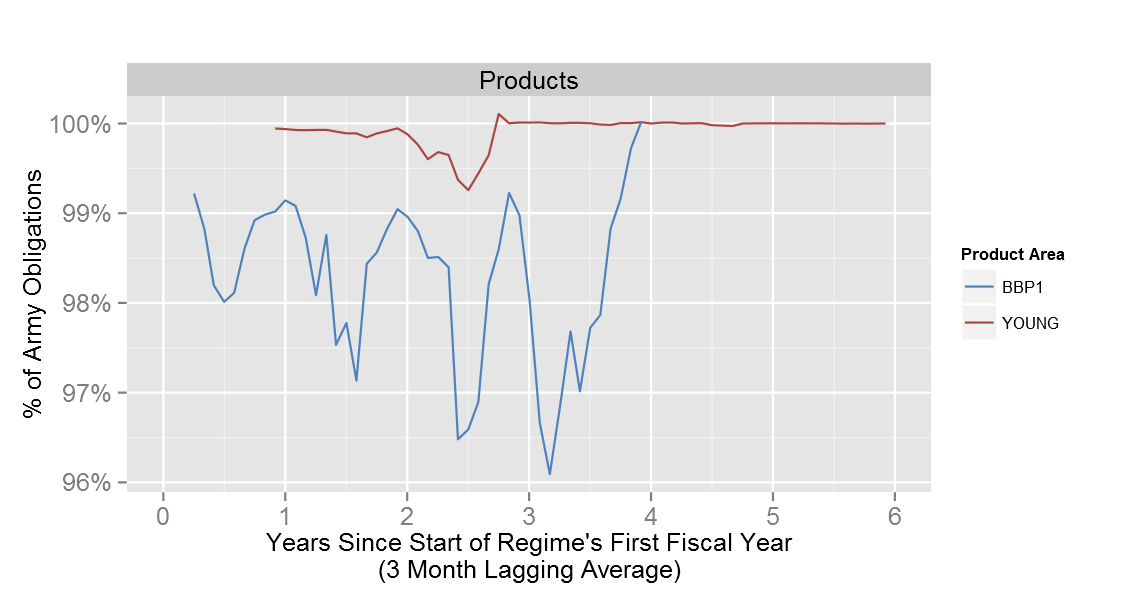 Products
100%
99%
98%
97%
96%
% of Army Obligations
0 1 2 3 4 5 6
Years Since Start of Regime's First Fiscal Year
(3 Month Lagging Average)
Product Area
BBP1
YOUNG